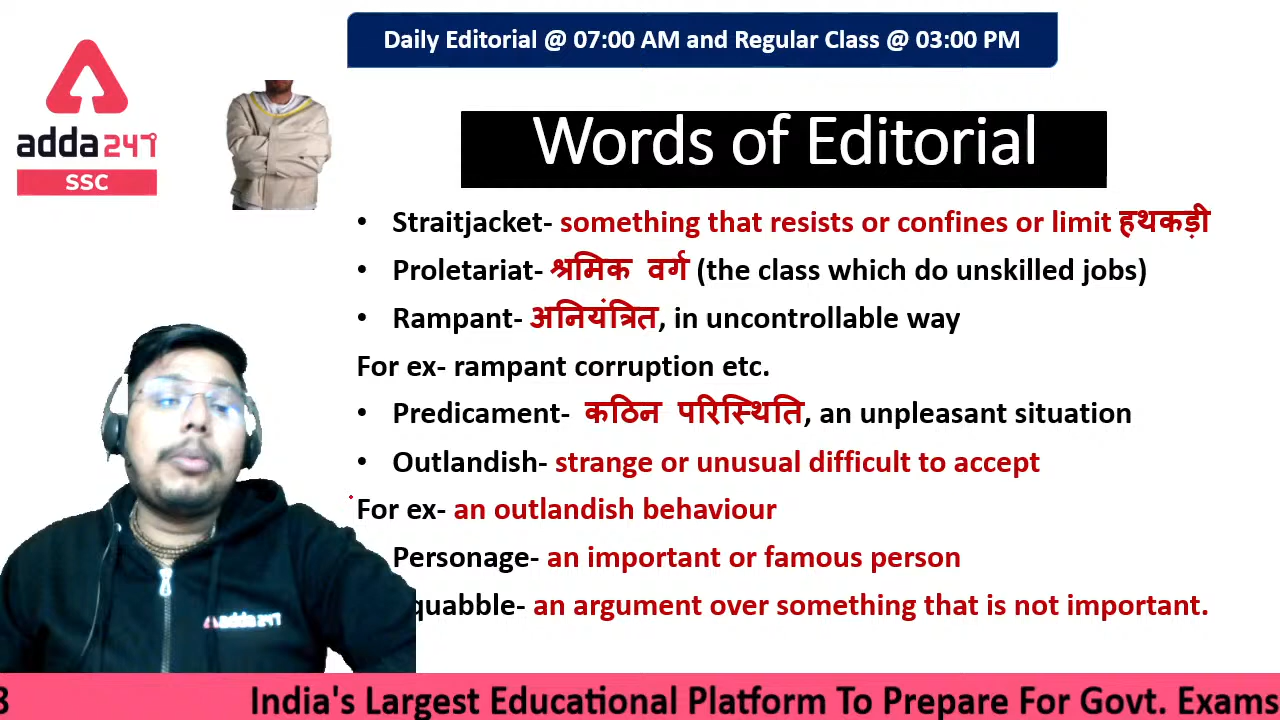 Daily Editorial @ 07:00 AM and Regular Class @ 03:00 PM
adda247
SSC
Words of Editorial
• Straitjacket- something that resists or confines or limit हथकड़ी
• Proletariat- श्रमिक वर्ग (the class which do unskilled jobs)
• Rampant- अनियंत्रित, in uncontrollable way
For ex- rampant corruption etc.
• Predicament- कठिन परिस्थिति, an unpleasant situation
• Outlandish- strange or unusual difficult to accept
For ex- an outlandish behaviour
Personage- an important or famous person
quabble- an argument over something that is not important.
adda247
3 India's Largest Educational Platform To Prepare For Govt. Exams